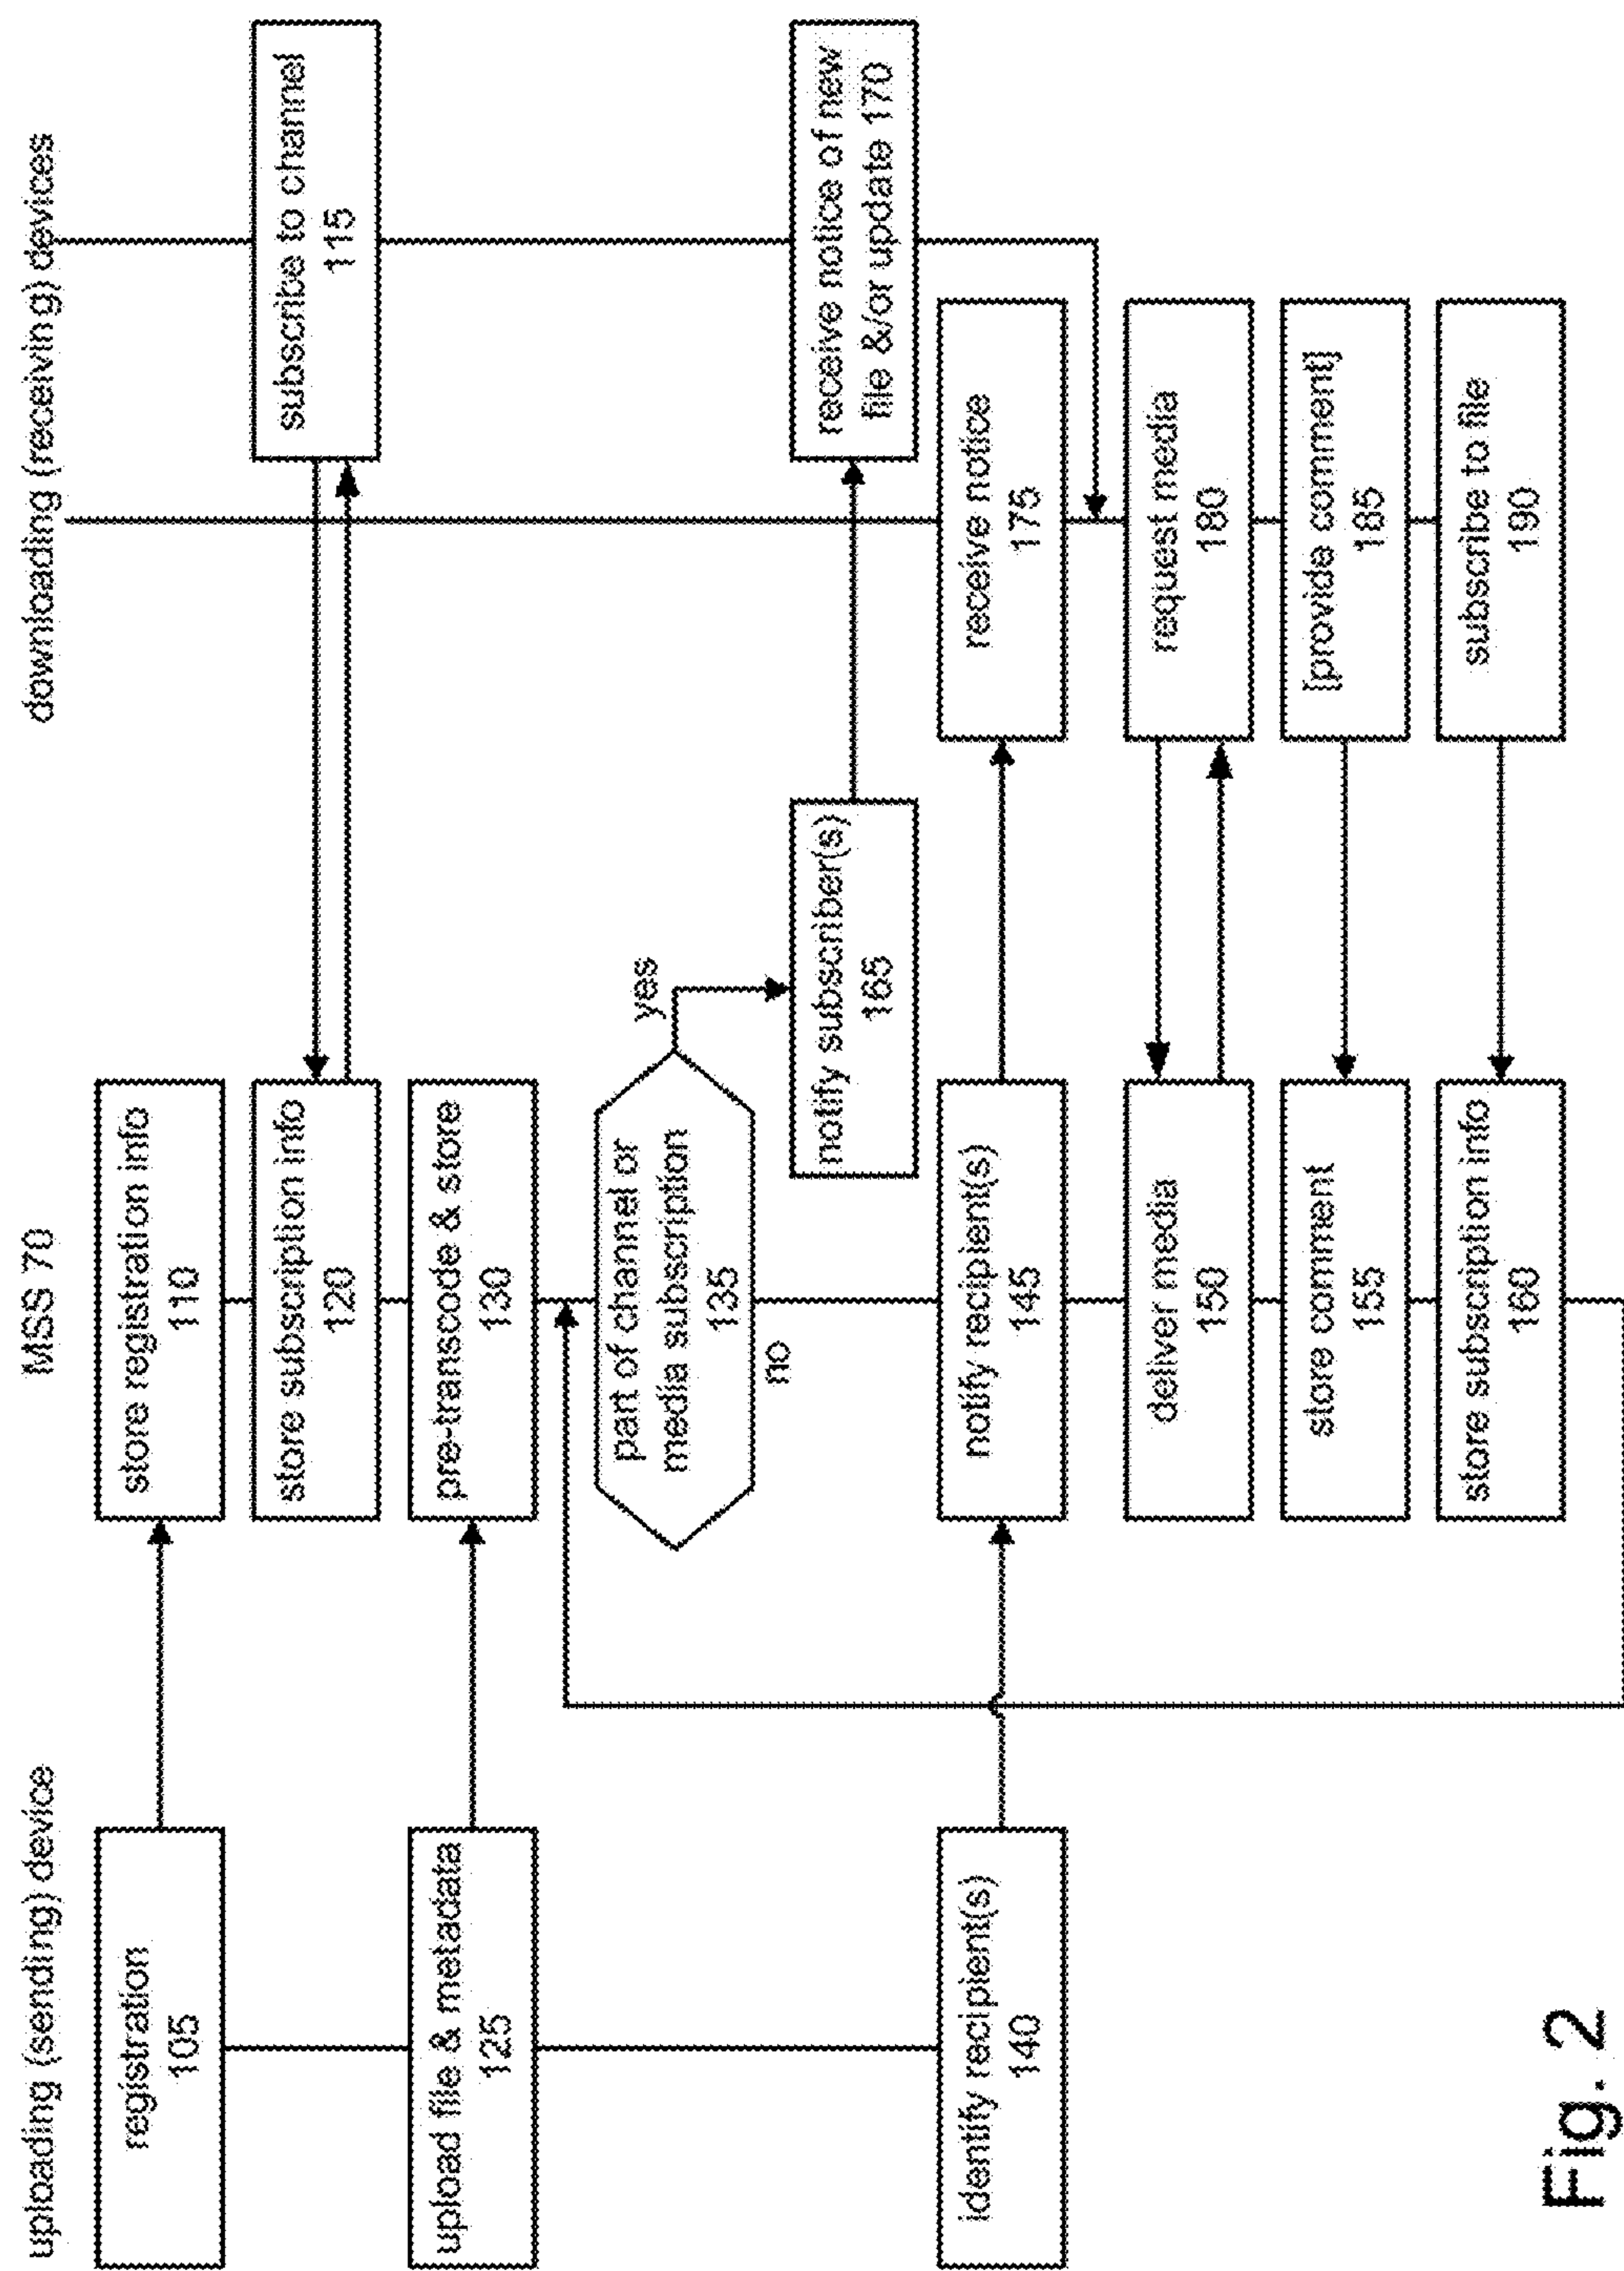 uploading (sending) device
MSS 70
downloading (receiving) devices
registration
105
store registration info
110
store subscription info
120
subscribe to channel
115
upload file & metadata
125
pre-transcode & store
130
part of channel or
media subscription
135
yes
no
notify subscriber(s)
165
receive notice of new
file &/or update 170
identify recipient(s)
140
notify recipient(s)
145
receive notice
175
deliver media
150
request media
180
store comment
155
[provide comment]
185
store subscription info
160
subscribe to file
190
Fig. 2